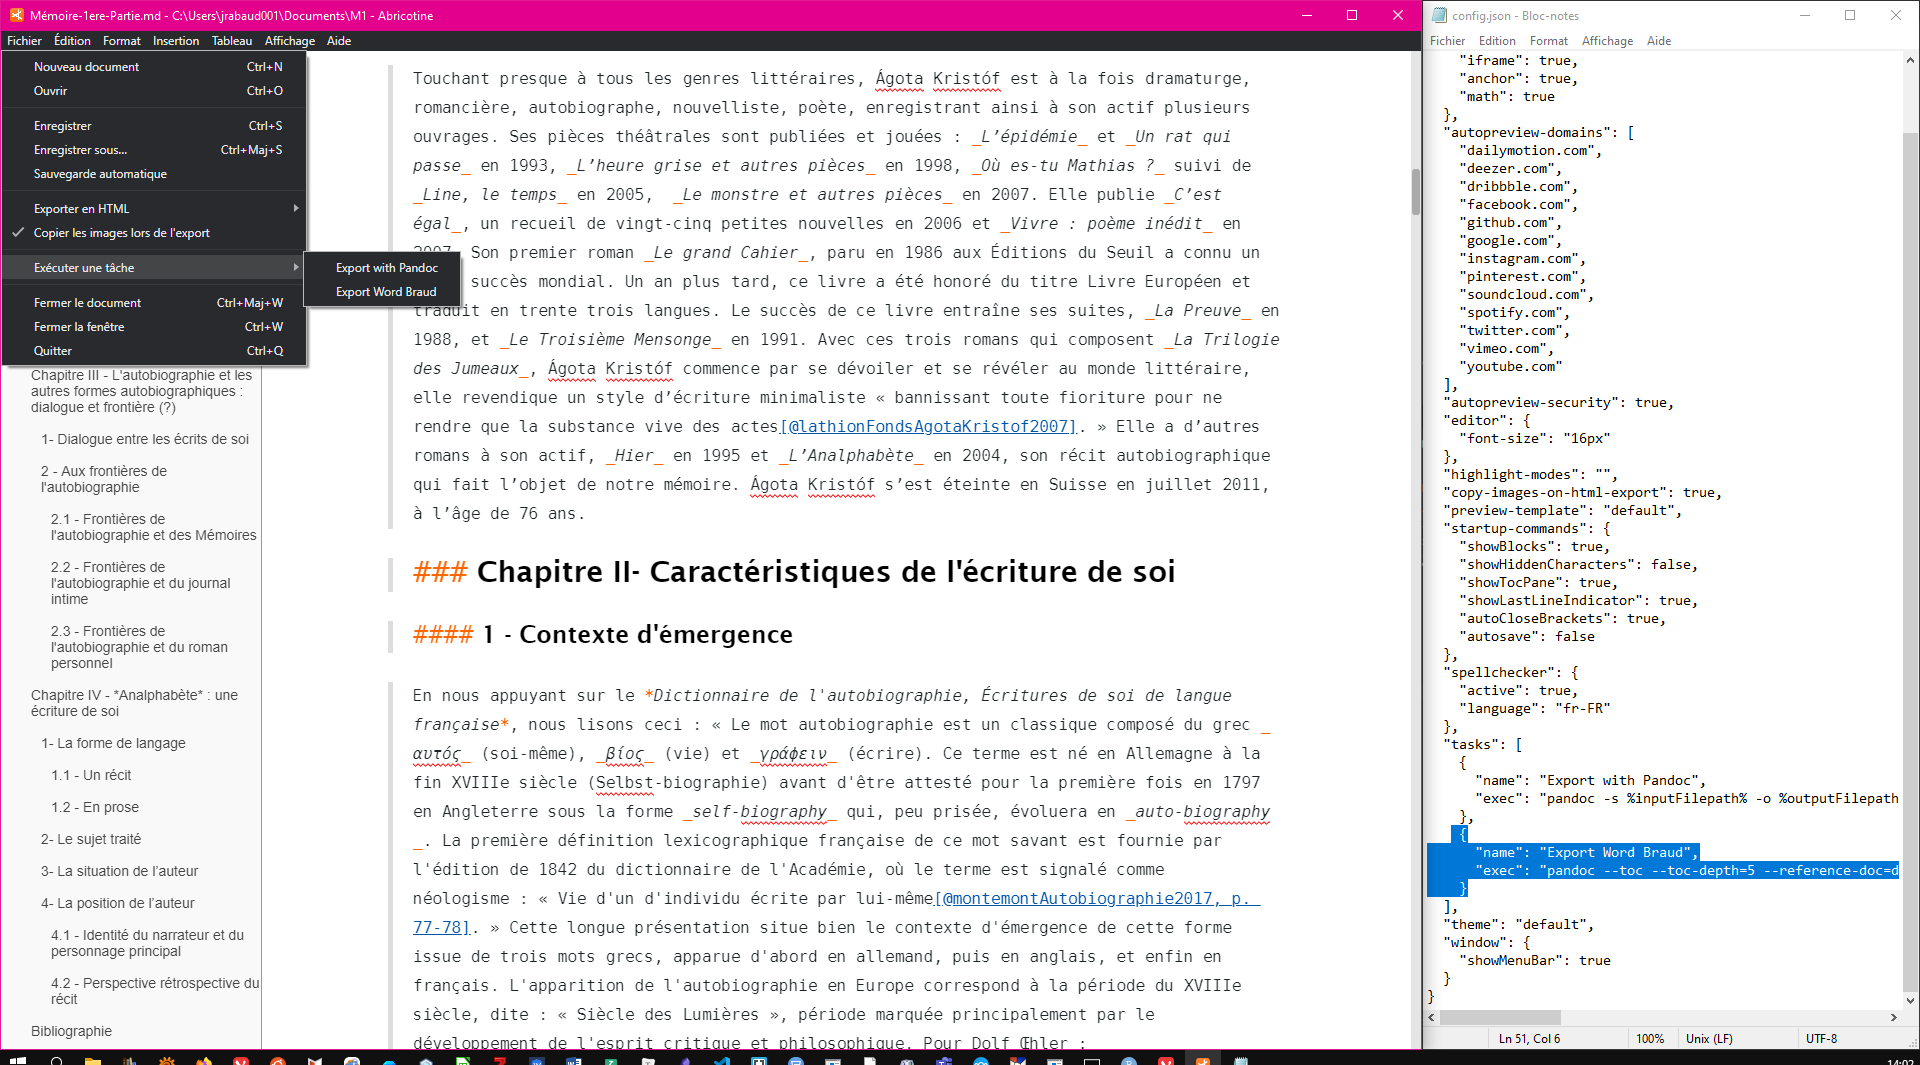 Mémoire-1ere-Partie.md - C:\Users\jrabaud001\Documents\M1 - Abricotine
Fichier Édition Format Insertion Tableau Affichage Aide
Nouveau document Ctrl+N
Ouvrir Ctrl+O
Enregistrer Ctrl+S
Enregistrer sous... Ctrl+Maj+S
Sauvegarde automatique
Exporter en HTML
Copier les images lors de l'export
Exécuter une tâche
Export with Pandoc
Export Word Braud
Fermer le document Ctrl+Maj+W
Fermer la fenêtre Ctrl+W
Quitter Ctrl+Q
Chapitre III - L'autobiographie et les
autres formes autobiographiques :
dialogue et frontière (?)
1- Dialogue entre les écrits de soi
2 - Aux frontières de
l'autobiographie
2.1 - Frontières de
l'autobiographie et des Mémoires
2.2 - Frontières de
l'autobiographie et du journal
intime
2.3 - Frontières de
l'autobiographie et du roman
personnel
Chapitre IV - *Analphabète* : une
écriture de soi
1- La forme de langage
1.1 - Un récit
1.2 - En prose
2- Le sujet traité
3- La situation de l'auteur
4- La position de l'auteur
4.1 - Identité du narrateur et du
personnage principal
4.2 - Perspective rétrospective du
récit
Bibliographie
Touchant presque à tous les genres littéraires, Ágota Kristóf est à la fois dramaturge,
romancière, autobiographe, nouvelliste, poète, enregistrant ainsi à son actif plusieurs
ouvrages. Ses pièces théâtrales sont publiées et jouées : _L’épidémie_ et _Un rat qui
passe_ en 1993, _L’heure grise et autres pièces_ en 1998, _Où es-tu Mathias ?_ suivi de
_Line, le temps_ en 2005,  _Le monstre et autres pièces_ en 2007. Elle publie _C’est
égal_, un recueil de vingt-cinq petites nouvelles en 2006 et _Vivre : poème inédit_ en
2007. Son premier roman _Le grand Cahier_, paru en 1986 aux Éditions du Seuil a connu un
succès mondial. Un an plus tard, ce livre a été honoré du titre Livre Européen et
traduit en trente trois langues. Le succès de ce livre entraîne ses suites, _La Preuve_ en
1988, et _Le Troisième Mensonge_ en 1991. Avec ces trois romans qui composent _La Trilogie
des Jumeaux_, Ágota Kristóf commence par se dévoiler et se révéler au monde littéraire,
elle revendique un style d’écriture minimaliste « bannissant toute fioriture pour ne
rendre que la substance vive des actes[@lathionFondsAgotaKristof2007]. » Elle a d’autres
romans à son actif, _Hier_ en 1995 et _L’Analphabète_ en 2004, son récit autobiographique
qui fait l’objet de notre mémoire. Ágota Kristóf s’est éteinte en Suisse en juillet 2011,
à l’âge de 76 ans.
### Chapitre II- Caractéristiques de l'écriture de soi
#### 1 - Contexte d'émergence
En nous appuyant sur le *Dictionnaire de l'autobiographie, Écritures de soi de langue
française*, nous lisons ceci : « Le mot autobiographie est un classique composé du grec _
αυτός_ (soi-même), _βίος_ (vie) et _γράφειν_ (écrire). Ce terme est né en Allemagne à la
fin XVIIIe siècle (Selbst-biographie) avant d'être attesté pour la première fois en 1797
en Angleterre sous la forme _self-biography_ qui, peu prisée, évoluera en _auto-biography
_. La première définition lexicographique française de ce mot savant est fournie par
l'édition de 1842 du dictionnaire de l'Académie, où le terme est signalé comme
néologisme : « Vie d'un d'individu écrite par lui-même[@montemontAutobiographie2017, p.
77-78]. » Cette longue présentation situe bien le contexte d'émergence de cette forme
issue de trois mots grecs, apparue d'abord en allemand, puis en anglais, et enfin en
français. L'apparition de l'autobiographie en Europe correspond à la période du XVIIIe
siècle, dite : « Siècle des Lumières », période marquée principalement par le
développement de l'esprit critique et philosophique. Pour Dolf Œhler :
config.json - Bloc-notes
Fichier Edition Format Affichage Aide
"iframe": true,
"anchor": true,
"math": true
},
"autopreview-domains": [
"dailymotion.com",
"deezer.com",
"dribbble.com",
"facebook.com",
"github.com",
"google.com",
"instagram.com",
"pinterest.com",
"soundcloud.com",
"spotify.com",
"twitter.com",
"vimeo.com",
"youtube.com"
],
"autopreview-security": true,
"editor": {
"font-size": "16px"
},
"highlight-modes": "",
"copy-images-on-html-export": true,
"preview-template": "default",
"startup-commands": {
"showBlocks": true,
"showHiddenCharacters": false,
"showTocPane": true,
"showLastLineIndicator": true,
"autoCloseBrackets": true,
"autosave": false
},
"spellchecker": {
"active": true,
"language": "fr-FR"
},
"tasks": [
{
"name": "Export with Pandoc",
"exec": "pandoc -s %inputFilepath% -o %outputFilepath
},
{
"name": "Export Word Braud",
"exec": "pandoc --toc --toc-depth=5 --reference-doc=d
}
],
"theme": "default",
"window": {
"showMenuBar": true
}
}
Ln 51, Col 6 100% Unix (LF) UTF-8
14:02